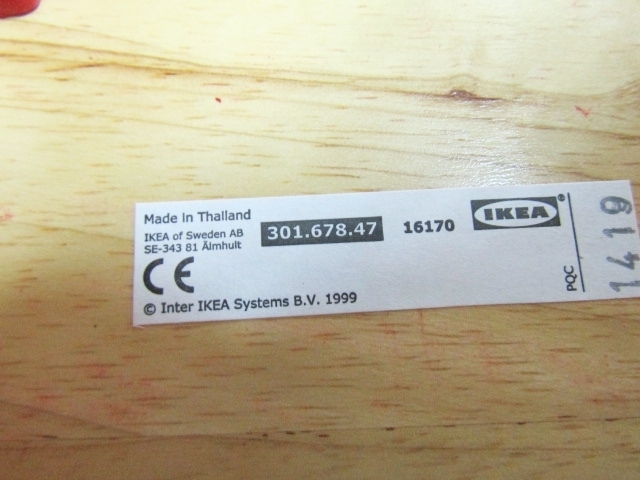 Made in Thailand
IKEA of Sweden AB
SE-343 81 Älmhult
301.678.47
16170
IKEA®
CE
© Inter IKEA Systems B.V. 1999
PQC
1419